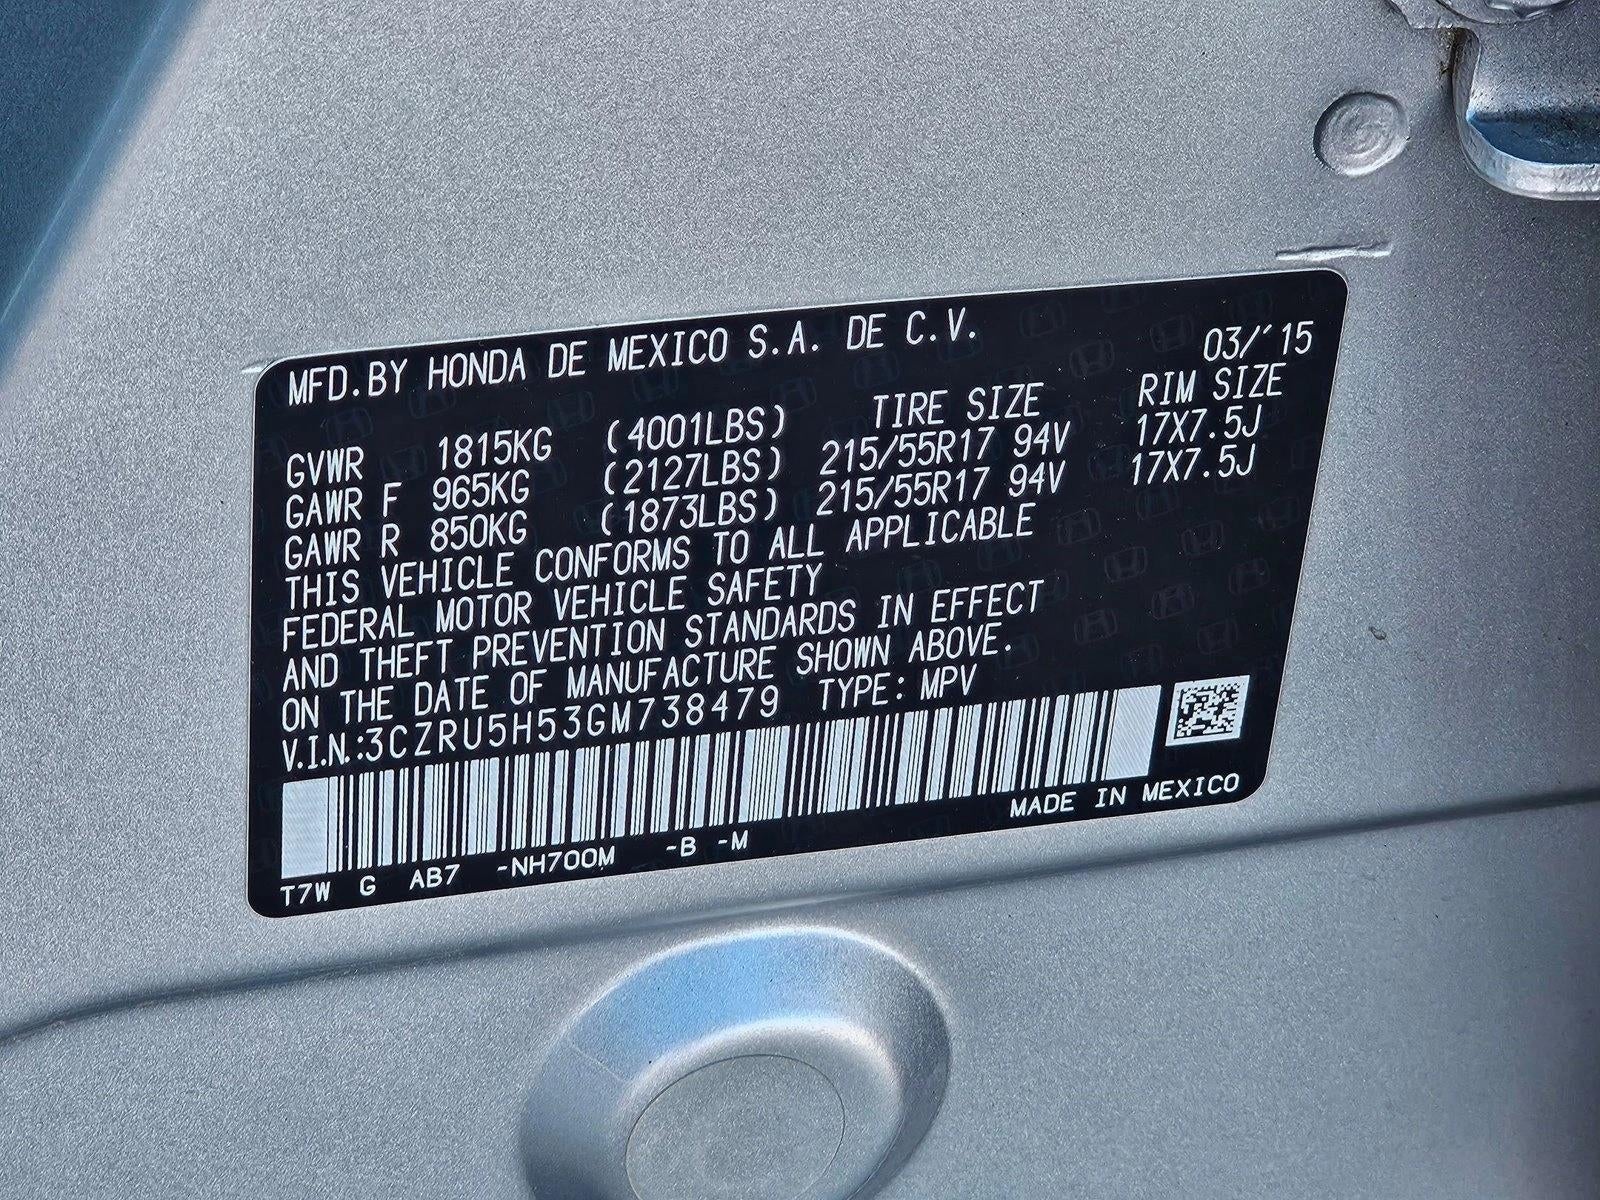 MFD.BY HONDA DE MEXICO S.A. DE C.V.
03/'15
TIRE SIZE RIM SIZE
GVWR 1815KG (4001LBS)
GAWR F 965KG (2127LBS) 215/55R17 94V 17X7.5J
GAWR R 850KG (1873LBS) 215/55R17 94V 17X7.5J
THIS VEHICLE CONFORMS TO ALL APPLICABLE
FEDERAL MOTOR VEHICLE SAFETY
AND THEFT PREVENTION STANDARDS IN EFFECT
ON THE DATE OF MANUFACTURE SHOWN ABOVE.
V.I.N.:3CZRU5H53GM738479 TYPE: MPV
MADE IN MEXICO
T7W G AB7 -NH700M -B -M